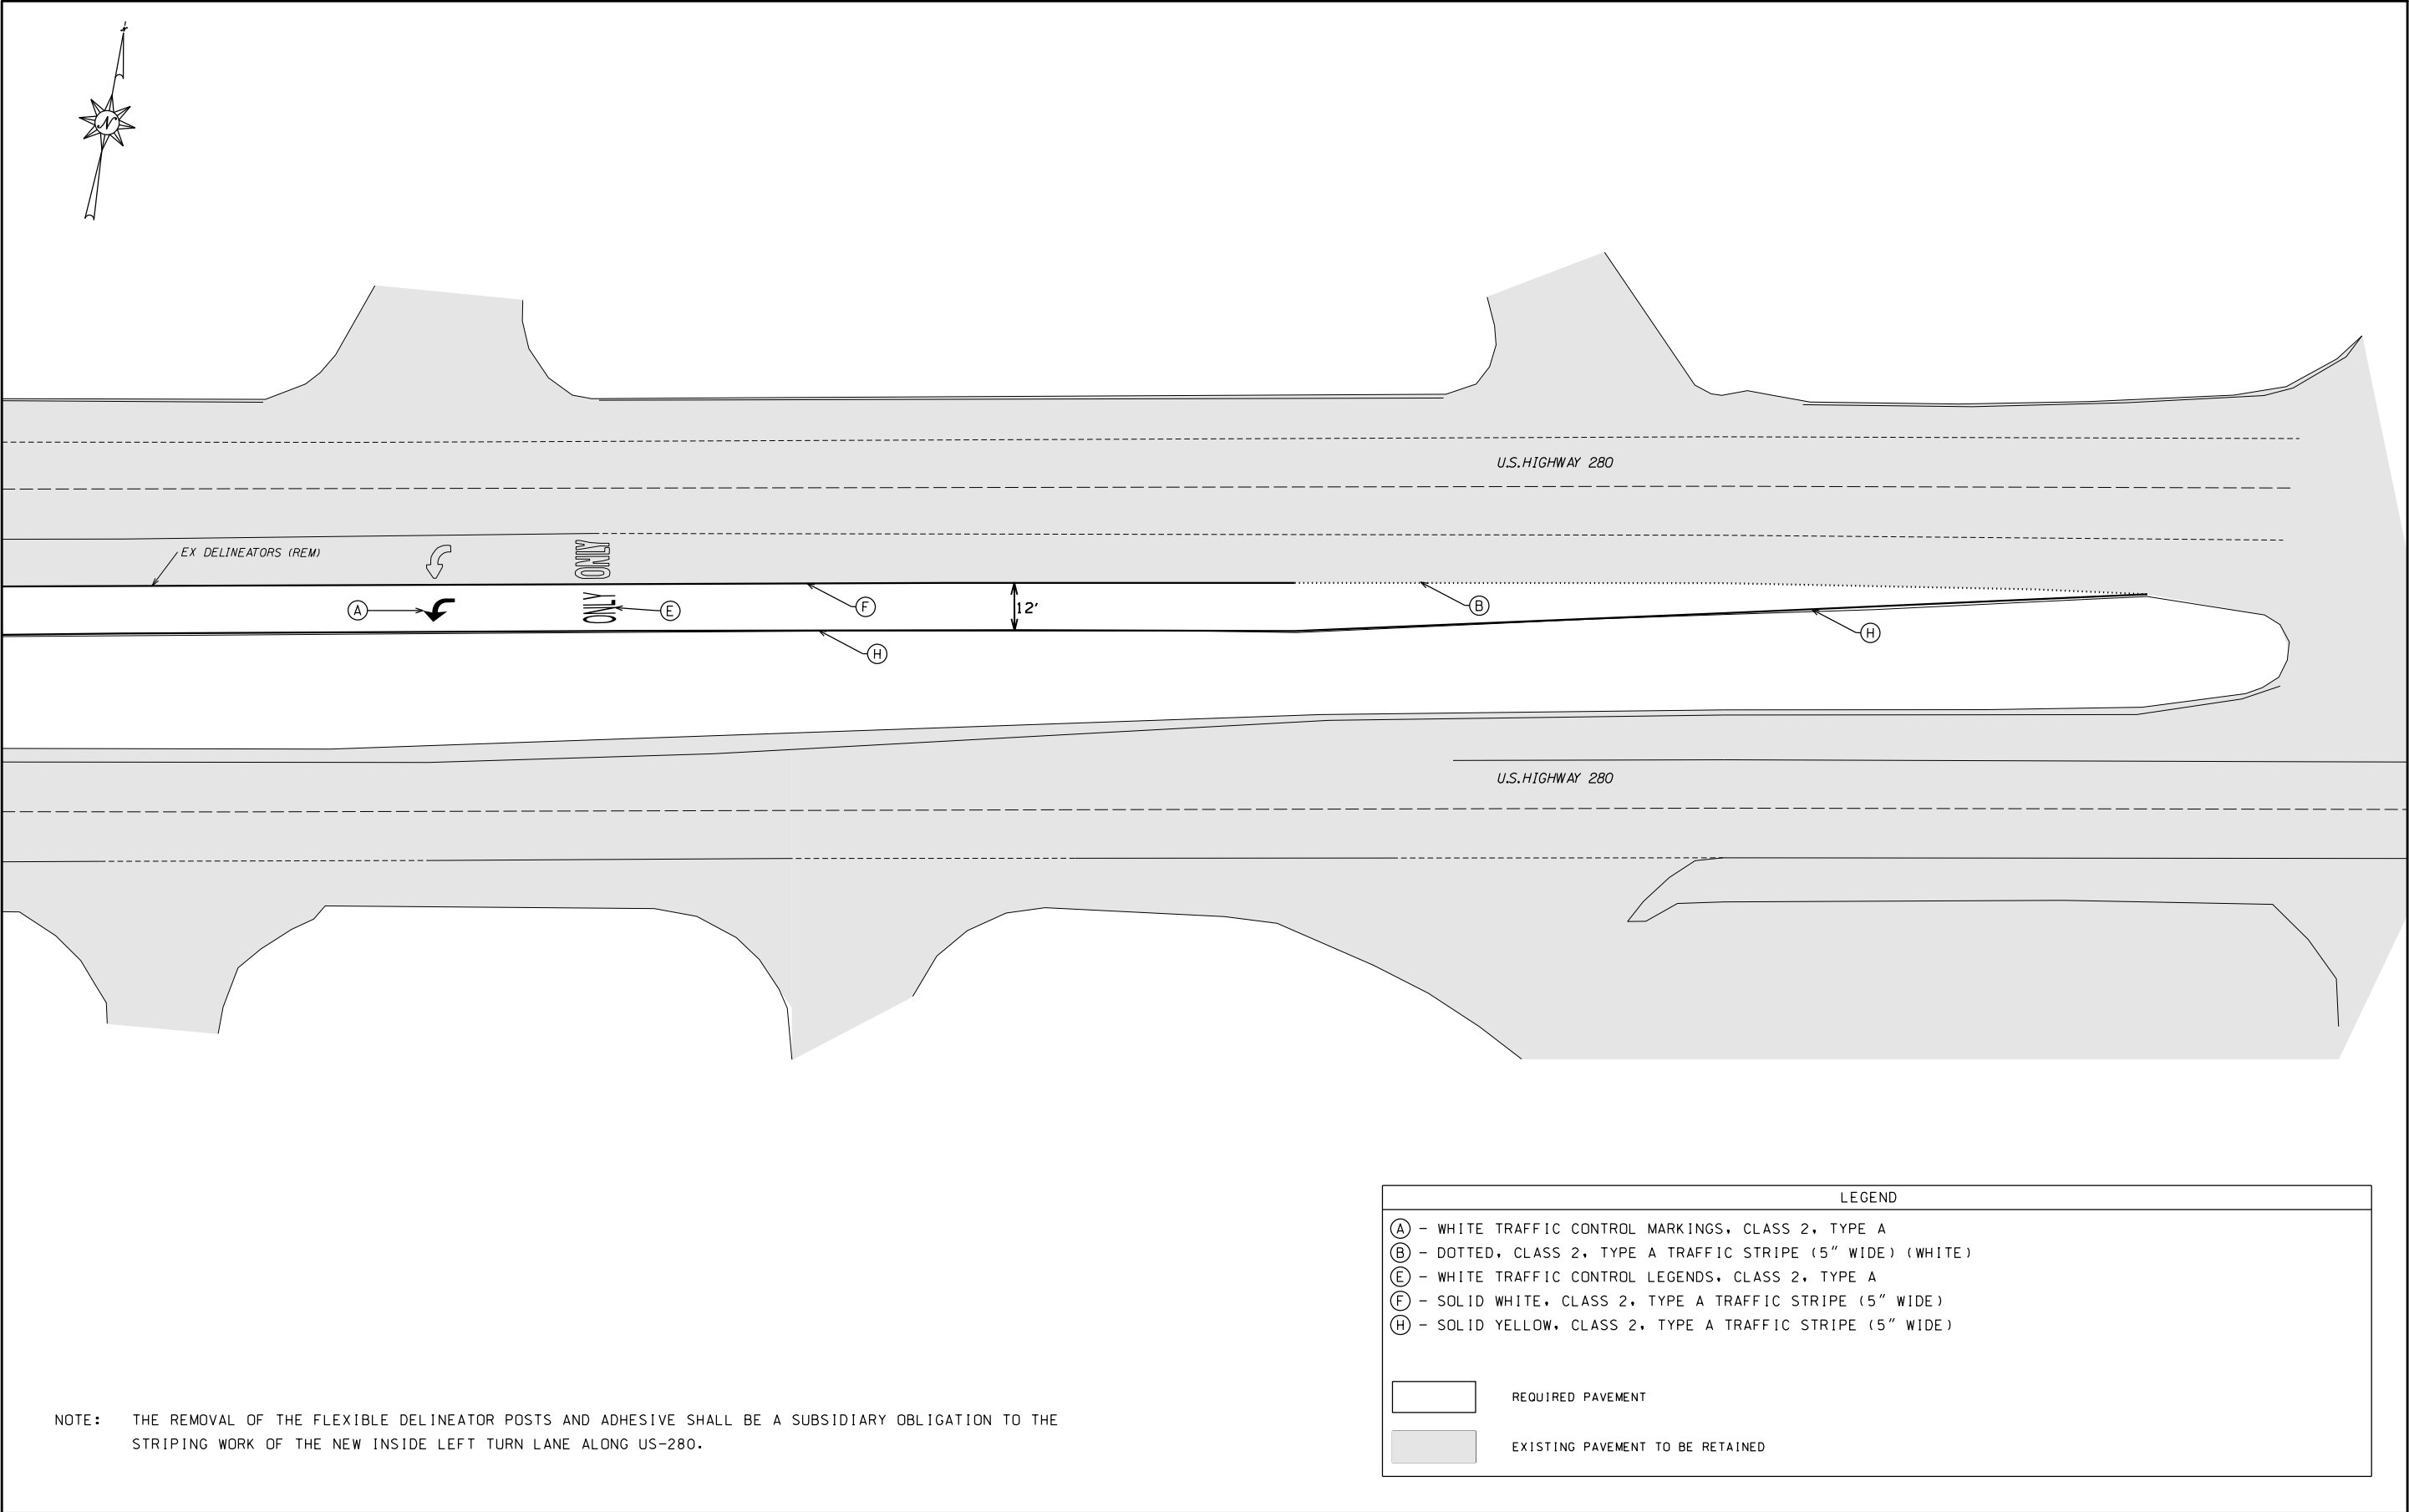 N
U.S.HIGHWAY 280
EX DELINEATORS (REM)
ONLY
A
ONLY
E
F
12'
B
H
H
U.S.HIGHWAY 280
LEGEND
A - WHITE TRAFFIC CONTROL MARKINGS, CLASS 2, TYPE A
B - DOTTED, CLASS 2, TYPE A TRAFFIC STRIPE (5" WIDE) (WHITE)
E - WHITE TRAFFIC CONTROL LEGENDS, CLASS 2, TYPE A
F - SOLID WHITE, CLASS 2, TYPE A TRAFFIC STRIPE (5" WIDE)
H - SOLID YELLOW, CLASS 2, TYPE A TRAFFIC STRIPE (5" WIDE)
REQUIRED PAVEMENT
EXISTING PAVEMENT TO BE RETAINED
NOTE: THE REMOVAL OF THE FLEXIBLE DELINEATOR POSTS AND ADHESIVE SHALL BE A SUBSIDIARY OBLIGATION TO THE
STRIPING WORK OF THE NEW INSIDE LEFT TURN LANE ALONG US-280.